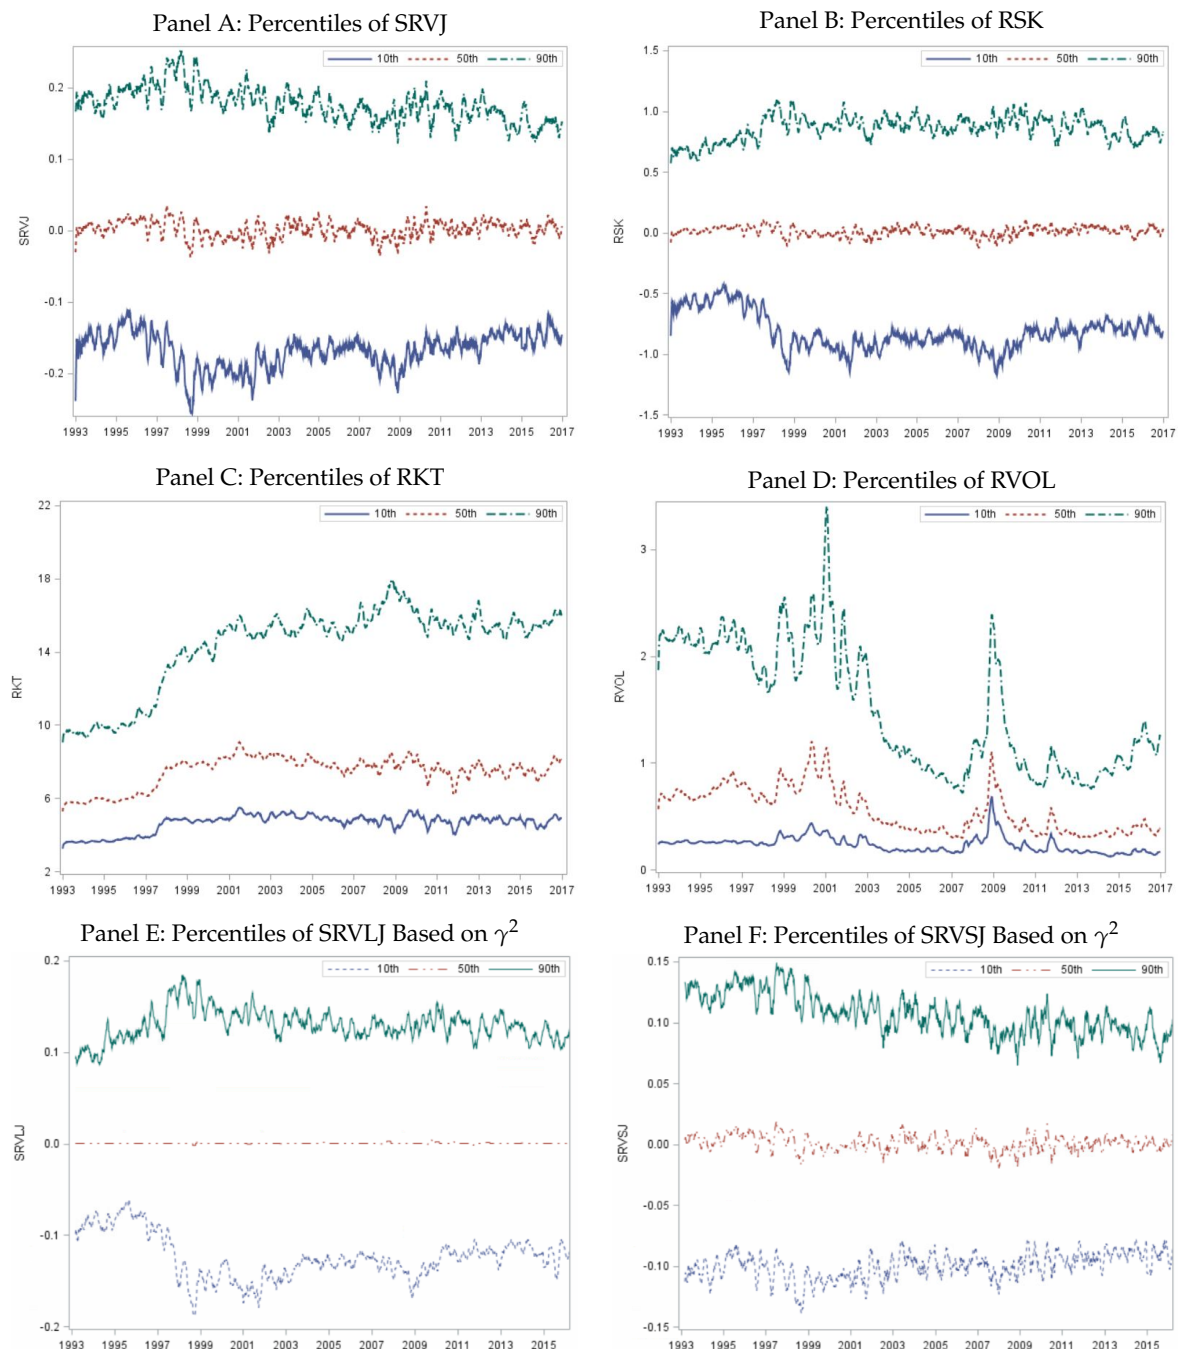 Panel A: Percentiles of SRVJ
10th 50th 90th
0.2
0.1
0.0
-0.1
-0.2
SRVJ
1993 1995 1997 1999 2001 2003 2005 2007 2009 2011 2013 2015 2017
Panel B: Percentiles of RSK
10th 50th 90th
1.5
1.0
0.5
0.0
-0.5
-1.0
-1.5
RSK
1993 1995 1997 1999 2001 2003 2005 2007 2009 2011 2013 2015 2017
Panel C: Percentiles of RKT
10th 50th 90th
22
18
14
10
6
2
RKT
1993 1995 1997 1999 2001 2003 2005 2007 2009 2011 2013 2015 2017
Panel D: Percentiles of RVOL
10th 50th 90th
3
2
1
0
RVOL
1993 1995 1997 1999 2001 2003 2005 2007 2009 2011 2013 2015 2017
Panel E: Percentiles of SRVLJ Based on γ²
10th 50th 90th
0.2
0.1
0.0
-0.1
-0.2
SRVLJ
1993 1995 1997 1999 2001 2003 2005 2007 2009 2011 2013 2015
Panel F: Percentiles of SRVSJ Based on γ²
10th 50th 90th
0.15
0.10
0.05
0.00
-0.05
-0.10
-0.15
SRVSJ
1993 1995 1997 1999 2001 2003 2005 2007 2009 2011 2013 2015